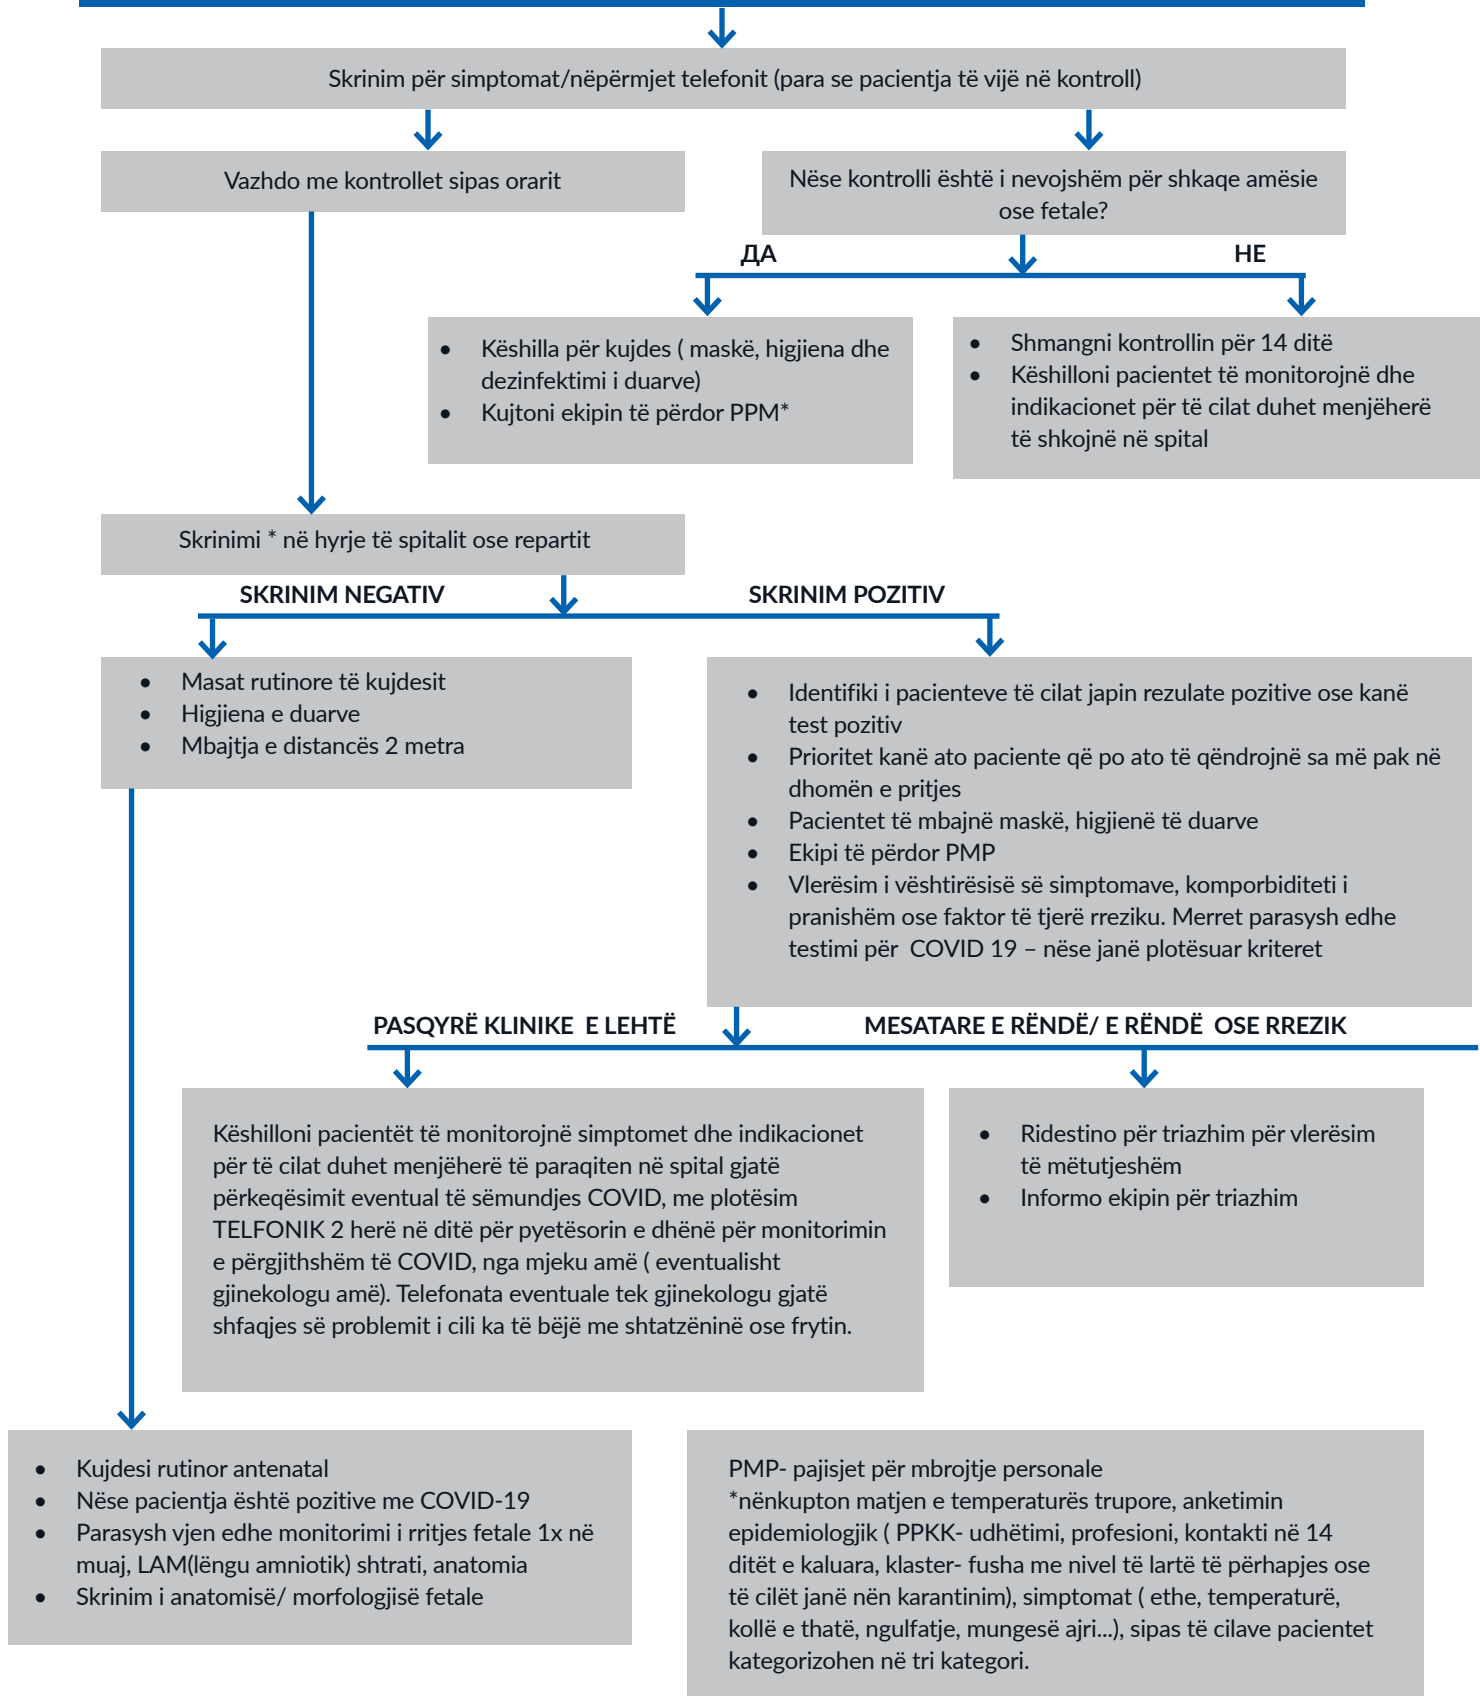 Skrinim për simptomat/nëpërmjet telefonit (para se pacientja të vijë në kontroll)
Vazhdo me kontrollet sipas orarit
Nëse kontrolli është i nevojshëm për shkaqe amësie
ose fetale?
ДА
НЕ
• Këshilla për kujdes ( maskë, higjiena dhe
dezinfektimi i duarve)
• Kujtoni ekipin të përdor PPM*
• Shmangni kontrollin për 14 ditë
• Këshilloni pacientet të monitorojnë dhe
indikacionet për të cilat duhet menjëherë
të shkojnë në spital
Skrinimi * në hyrje të spitalit ose repartit
SKRINIM NEGATIV
SKRINIM POZITIV
• Masat rutinore të kujdesit
• Higjiena e duarve
• Mbajtja e distancës 2 metra
• Identifiki i pacienteve të cilat japin rezulate pozitive ose kanë
test pozitiv
• Prioritet kanë ato paciente që po ato të qëndrojnë sa më pak në
dhomën e pritjes
• Pacientet të mbajnë maskë, higjienë të duarve
• Ekipi të përdor PMP
• Vlerësim i vështirësisë së simptomave, komporbiditeti i
pranishëm ose faktor të tjerë rreziku. Merret parasysh edhe
testimi për COVID 19 – nëse janë plotësuar kriteret
PASQYRË KLINIKE E LEHTË
MESATARE E RËNDË/ E RËNDË OSE RREZIK
Këshilloni pacientët të monitorojnë simptomet dhe indikacionet
për të cilat duhet menjëherë të paraqiten në spital gjatë
përkeqësimit eventual të sëmundjes COVID, me plotësim
TELFONIK 2 herë në ditë për pyetësorin e dhënë për monitorimin
e përgjithshëm të COVID, nga mjeku amë ( eventualisht
gjinekologu amë). Telefonata eventuale tek gjinekologu gjatë
shfaqjes së problemit i cili ka të bëjë me shtatzëninë ose frytin.
• Ridestino për triazhim për vlerësim
të mëtutjeshëm
• Informo ekipin për triazhim
• Kujdesi rutinor antenatal
• Nëse pacientja është pozitive me COVID-19
• Parasysh vjen edhe monitorimi i rritjes fetale 1x në
muaj, LAM(lëngu amniotik) shtrati, anatomia
• Skrinim i anatomisë/ morfologjisë fetale
PMP- pajisjet për mbrojtje personale
*nënkupton matjen e temperaturës trupore, anketimin
epidemiologjik ( PPKK- udhëtimi, profesioni, kontakti në 14
ditët e kaluara, klaster- fusha me nivel të lartë të përhapjes ose
të cilët janë nën karantinim), simptomat ( ethe, temperaturë,
kollë e thatë, ngulfatje, mungesë ajri...), sipas të cilave pacientet
kategorizohen në tri kategori.